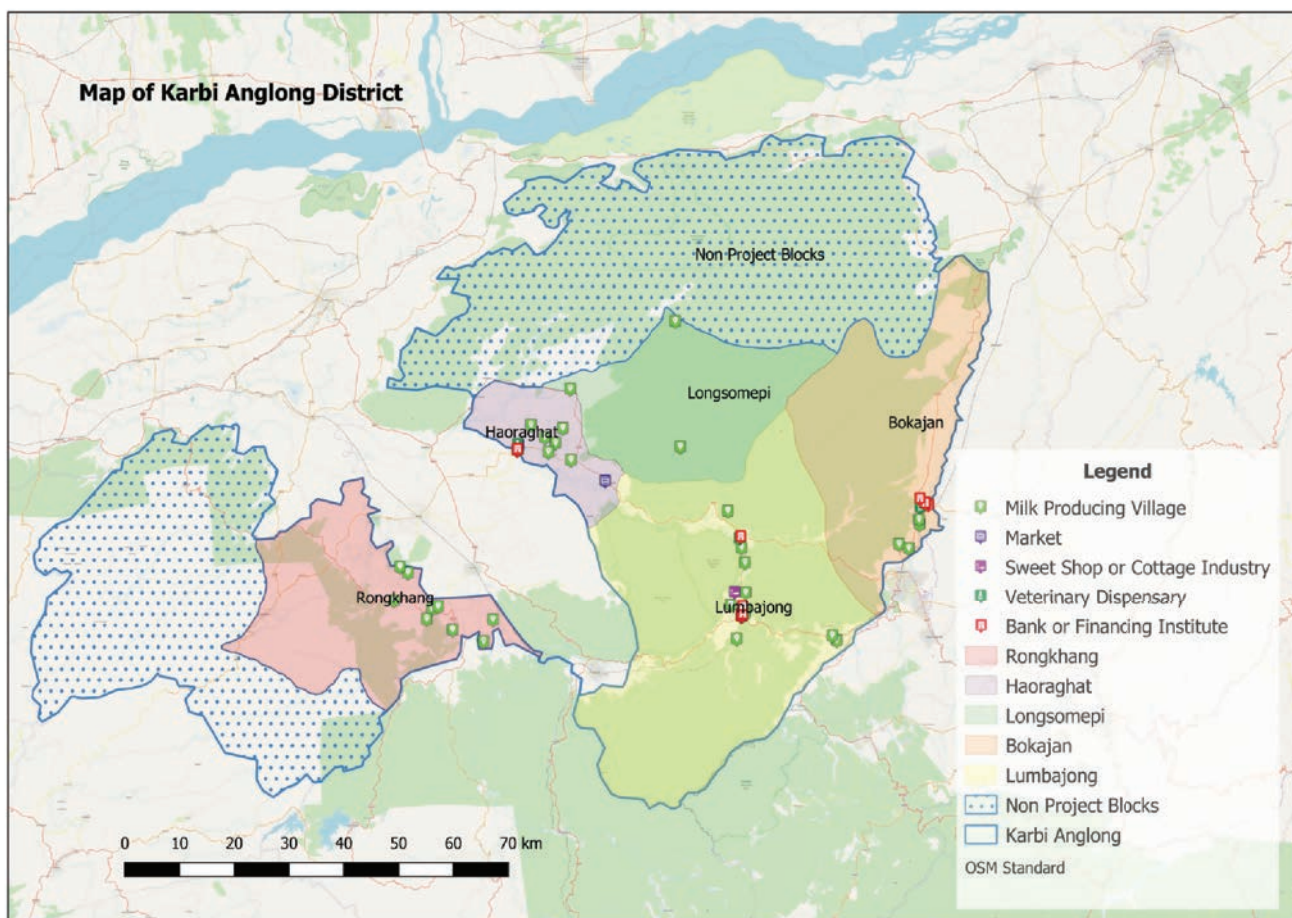 Map of Karbi Anglong District
Non Project Blocks
Longsomepi
Haoraghat
Bokajan
Rongkhang
Lumbajong
Legend
Milk Producing Village
Market
Sweet Shop or Cottage Industry
Veterinary Dispensary
Bank or Financing Institute
Rongkhang
Haoraghat
Longsomepi
Bokajan
Lumbajong
Non Project Blocks
Karbi Anglong
OSM Standard
0 10 20 30 40 50 60 70 km